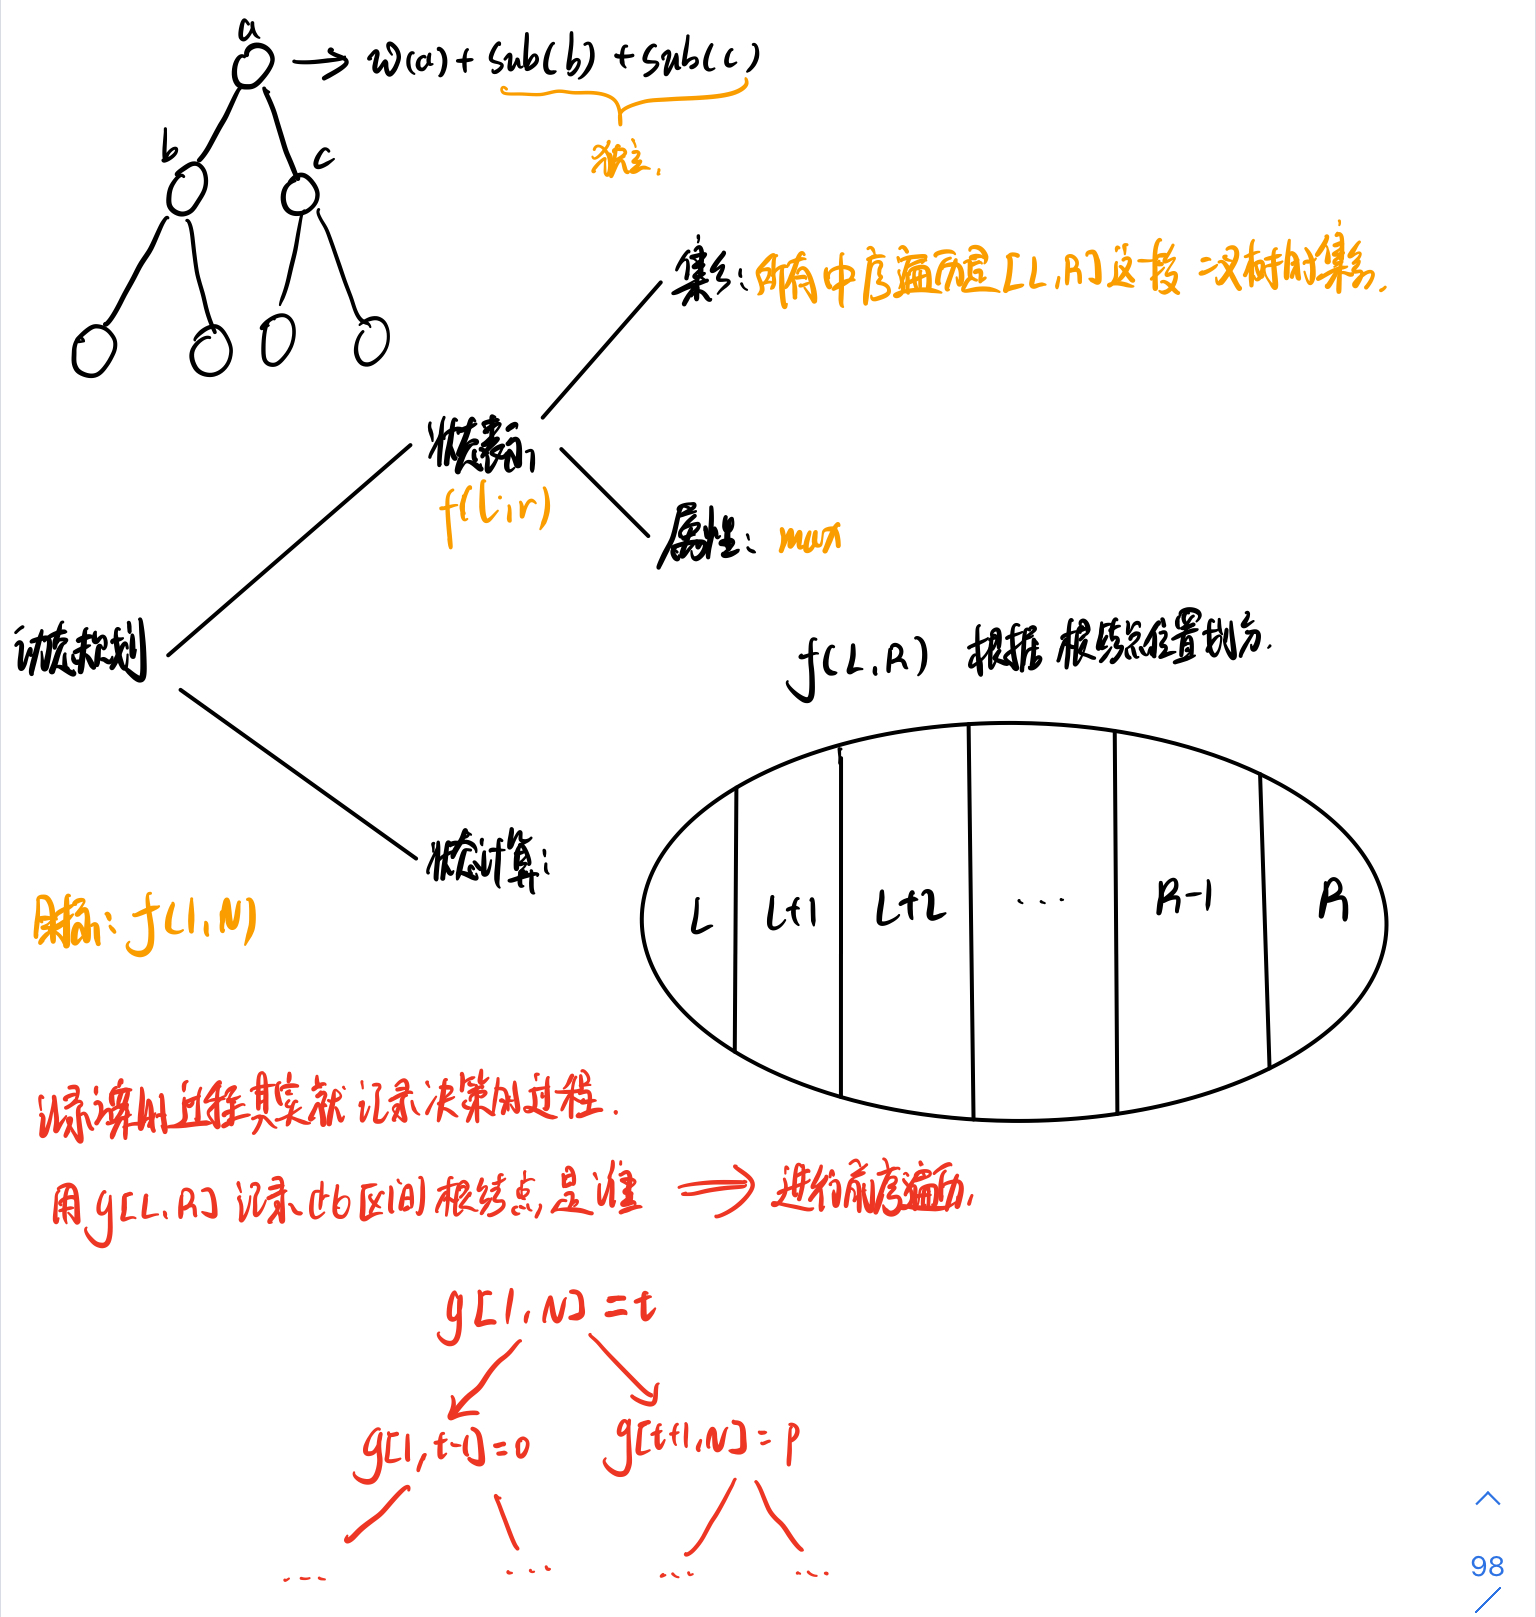 a
→ w(a) + sub(b) + sub(c)
独立.
b
c
集合: 所有中序遍历是[L,R]这一段二叉树的集合.
状态表示
f(L,r)
属性: max
动态规划
f(L,R) 根据 根结点位置划分.
状态计算:
L L+1 L+2 ... R-1 R
目标: f(1,N)
记录方案的过程其实就记录决策的过程.
用g[L,R] 记录 区间根结点是谁 → 进行前序遍历.
g[1,N] = t
g[1,t-1]=o g[t+1,N]=p
... ... ... ...
98